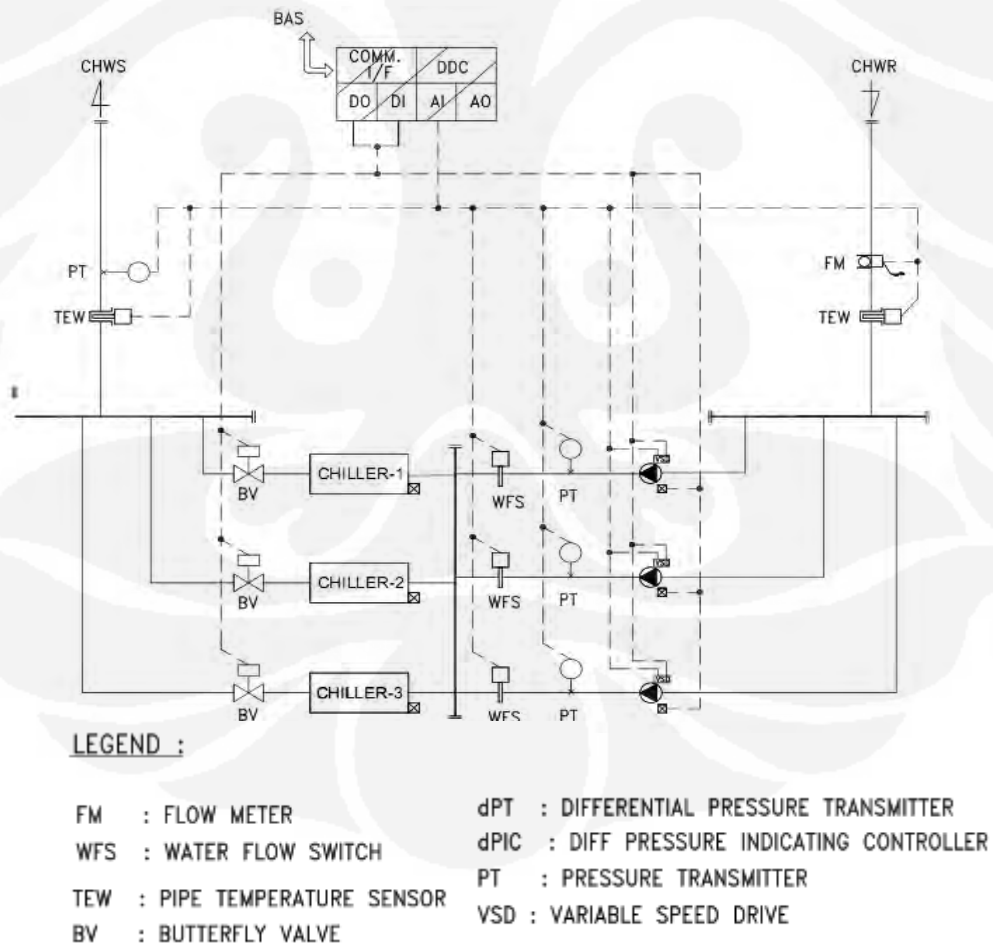 BAS
COMM. I/F DDC
DO DI AI AO
CHWS
CHWR
PT
FM
TEW
TEW
CHILLER-1
BV
WFS
PT
VSD
CHILLER-2
BV
WFS
PT
VSD
CHILLER-3
BV
WFS
PT
VSD
LEGEND :
FM : FLOW METER
WFS : WATER FLOW SWITCH
TEW : PIPE TEMPERATURE SENSOR
BV : BUTTERFLY VALVE
dPT : DIFFERENTIAL PRESSURE TRANSMITTER
dPIC : DIFF PRESSURE INDICATING CONTROLLER
PT : PRESSURE TRANSMITTER
VSD : VARIABLE SPEED DRIVE